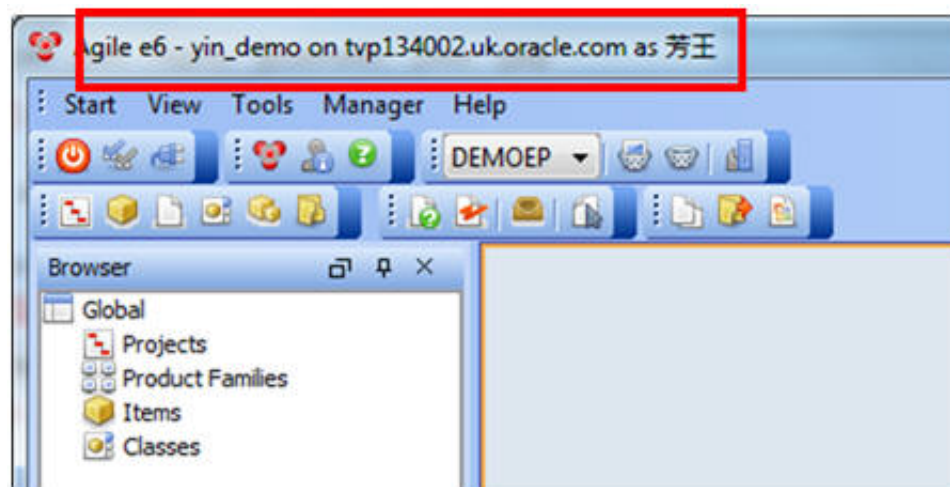 Agile e6 - yin_demo on tvp134002.uk.oracle.com as 芳王
Start View Tools Manager Help
DEMOEP
Browser
Global
Projects
Product Families
Items
Classes